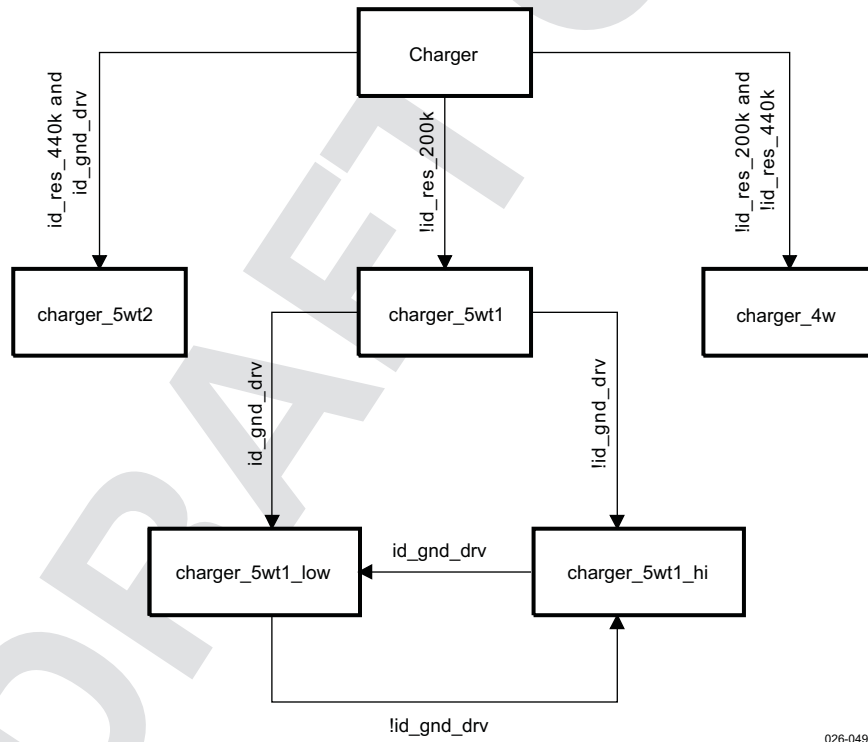 Charger
id_res_440k and
id_gnd_drv
!id_res_200k
!id_res_200k and
!id_res_440k
charger_5wt2
charger_5wt1
charger_4w
id_gnd_drv
!id_gnd_drv
charger_5wt1_low
id_gnd_drv
charger_5wt1_hi
!id_gnd_drv
026-049
DRAFT